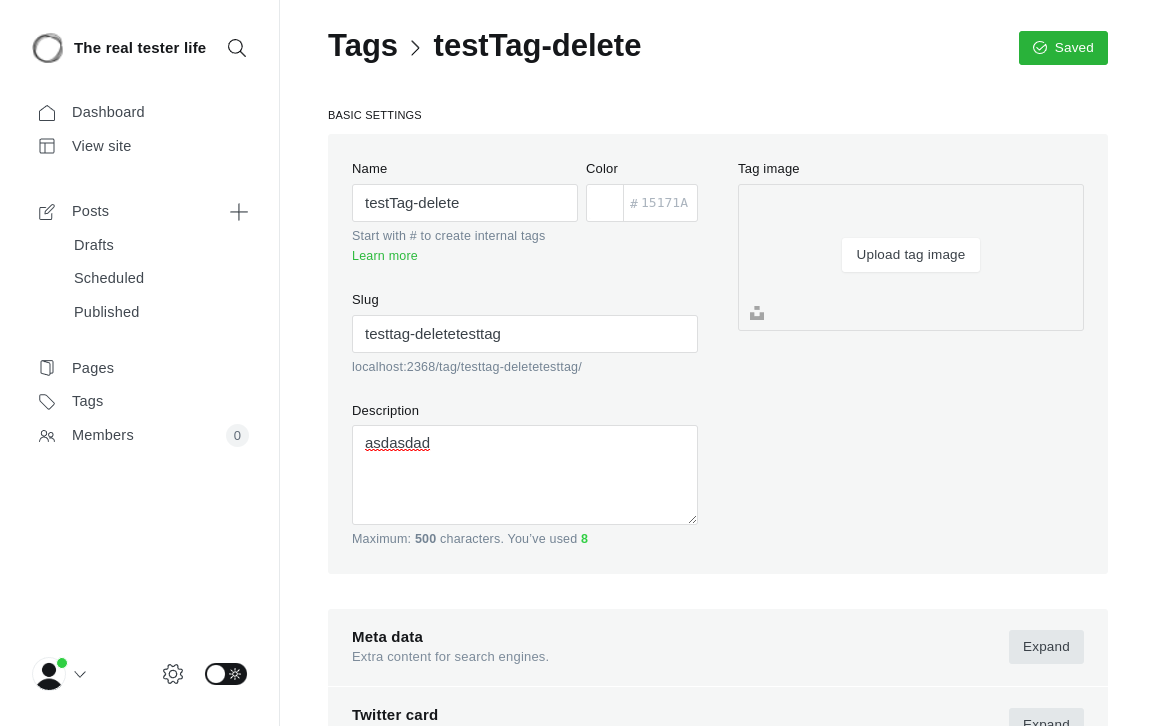 The real tester life
Dashboard
View site
Posts
Drafts
Scheduled
Published
Pages
Tags
Members
0
Tags > testTag-delete
Saved
BASIC SETTINGS
Name
testTag-delete
Start with # to create internal tags
Learn more
Color
# 15171A
Slug
testtag-deletetesttag
localhost:2368/tag/testtag-deletetesttag/
Description
asdasdad
Maximum: 500 characters. You’ve used 8
Tag image
Upload tag image
Meta data
Extra content for search engines.
Expand
Twitter card
Expand